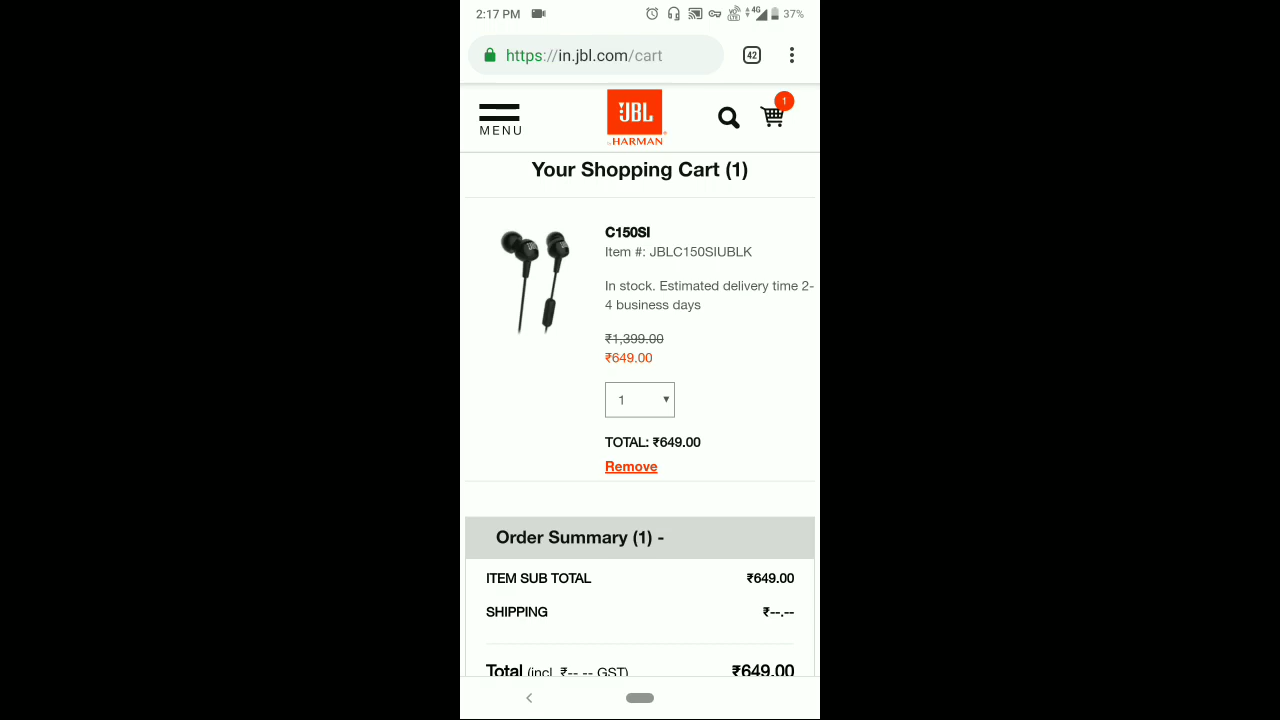 2:17 PM 4G 37%
https://in.jbl.com/cart 42
MENU
JBL
by HARMAN
1
Your Shopping Cart (1)
C150SI
Item #: JBLC150SIUBLK
In stock. Estimated delivery time 2-
4 business days
₹1,399.00
₹649.00
1
TOTAL: ₹649.00
Remove
Order Summary (1) -
ITEM SUB TOTAL ₹649.00
SHIPPING ₹--.--
Total (incl. ₹--.-- GST) ₹649.00